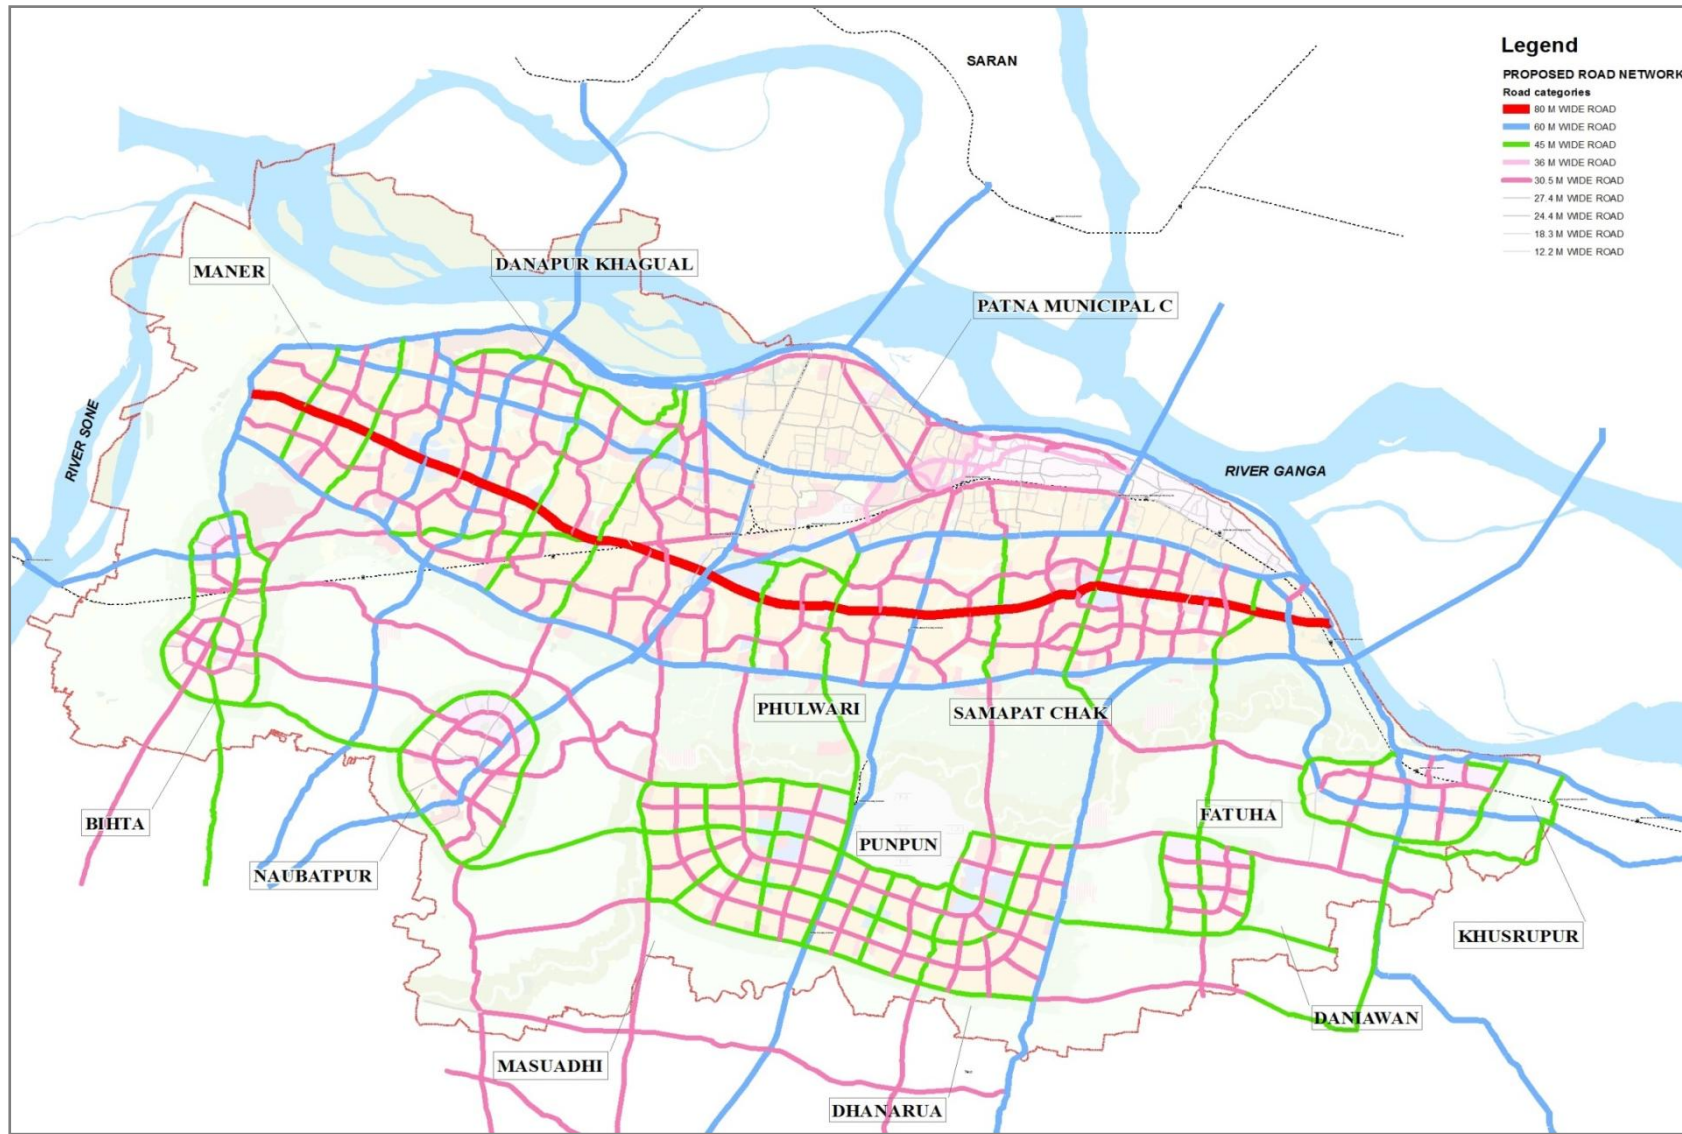 SARAN
Legend
PROPOSED ROAD NETWORK
Road categories
80 M WIDE ROAD
60 M WIDE ROAD
45 M WIDE ROAD
36 M WIDE ROAD
30.5 M WIDE ROAD
27.4 M WIDE ROAD
24.4 M WIDE ROAD
18.3 M WIDE ROAD
12.2 M WIDE ROAD
MANER
DANAPUR KHAGUAL
PATNA MUNICIPAL C
RIVER SONE
RIVER GANGA
PHULWARI
SAMAPAT CHAK
BIHTA
NAUBATPUR
PUNPUN
FATUHA
KHUSRUPUR
DANIAWAN
MASUADHI
DHANARUA